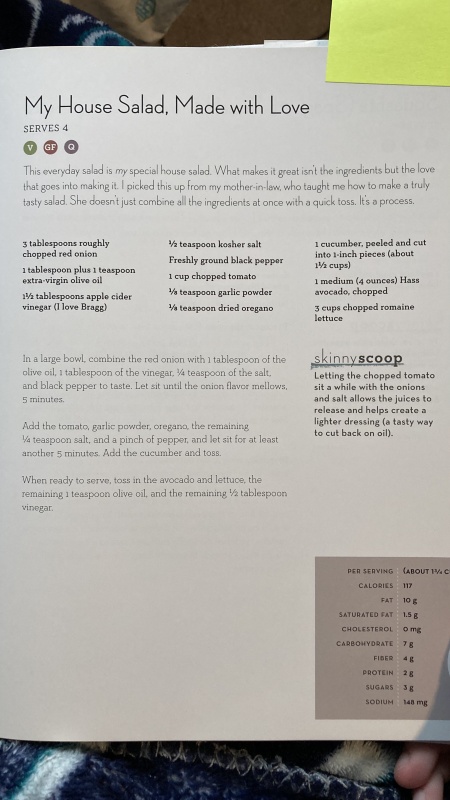 My House Salad, Made with Love
SERVES 4
V GF Q
This everyday salad is my special house salad. What makes it great isn't the ingredients but the love
that goes into making it. I picked this up from my mother-in-law, who taught me how to make a truly
tasty salad. She doesn't just combine all the ingredients at once with a quick toss. It's a process.
3 tablespoons roughly
chopped red onion
1 tablespoon plus 1 teaspoon
extra-virgin olive oil
1½ tablespoons apple cider
vinegar (I love Bragg)
½ teaspoon kosher salt
Freshly ground black pepper
1 cup chopped tomato
⅛ teaspoon garlic powder
⅛ teaspoon dried oregano
1 cucumber, peeled and cut
into 1-inch pieces (about
1½ cups)
1 medium (4 ounces) Hass
avocado, chopped
3 cups chopped romaine
lettuce
In a large bowl, combine the red onion with 1 tablespoon of the
olive oil, 1 tablespoon of the vinegar, ¼ teaspoon of the salt,
and black pepper to taste. Let sit until the onion flavor mellows,
5 minutes.
Add the tomato, garlic powder, oregano, the remaining
¼ teaspoon salt, and a pinch of pepper, and let sit for at least
another 5 minutes. Add the cucumber and toss.
When ready to serve, toss in the avocado and lettuce, the
remaining 1 teaspoon olive oil, and the remaining ½ tablespoon
vinegar.
skinnyscoop
Letting the chopped tomato
sit a while with the onions
and salt allows the juices to
release and helps create a
lighter dressing (a tasty way
to cut back on oil).
PER SERVING (ABOUT 1¾ C
CALORIES 117
FAT 10 g
SATURATED FAT 1.5 g
CHOLESTEROL 0 mg
CARBOHYDRATE 7 g
FIBER 4 g
PROTEIN 2 g
SUGARS 3 g
SODIUM 148 mg